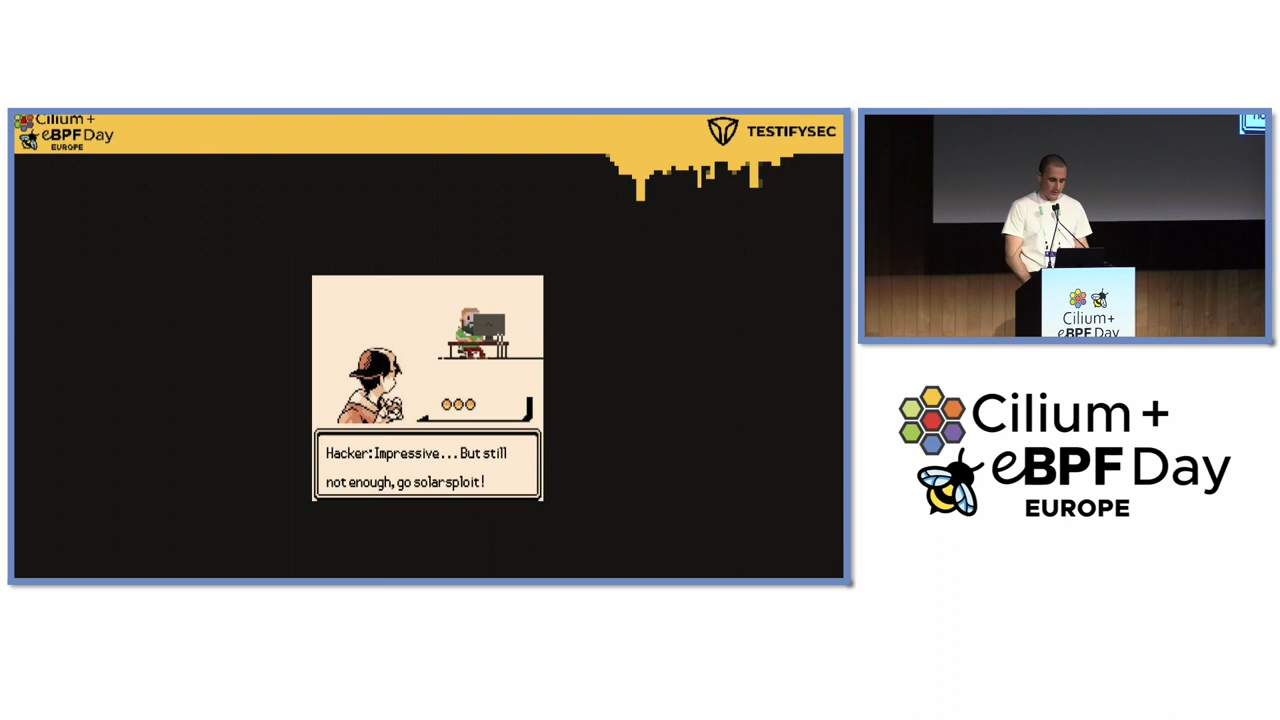 Cilium +
eBPF Day
EUROPE
TESTIFYSEC
Hacker:Impressive...But still
not enough, go solarsploit!
Cilium+
eBPF Day
Cilium +
eBPF Day
EUROPE